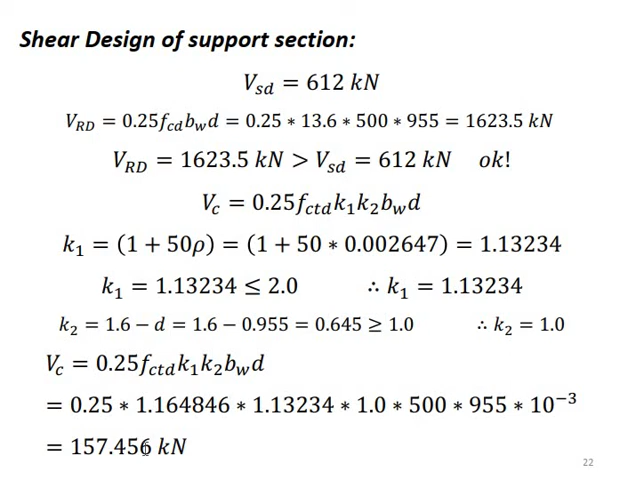 Shear Design of support section:
V_sd = 612 kN
V_RD = 0.25f_cd b_w d = 0.25 * 13.6 * 500 * 955 = 1623.5 kN
V_RD = 1623.5 kN > V_sd = 612 kN ok!
V_c = 0.25f_ctd k_1 k_2 b_w d
k_1 = (1 + 50ρ) = (1 + 50 * 0.002647) = 1.13234
k_1 = 1.13234 ≤ 2.0 ∴ k_1 = 1.13234
k_2 = 1.6 − d = 1.6 − 0.955 = 0.645 ≥ 1.0 ∴ k_2 = 1.0
V_c = 0.25f_ctd k_1 k_2 b_w d
= 0.25 * 1.164846 * 1.13234 * 1.0 * 500 * 955 * 10^−3
= 157.456 kN
22